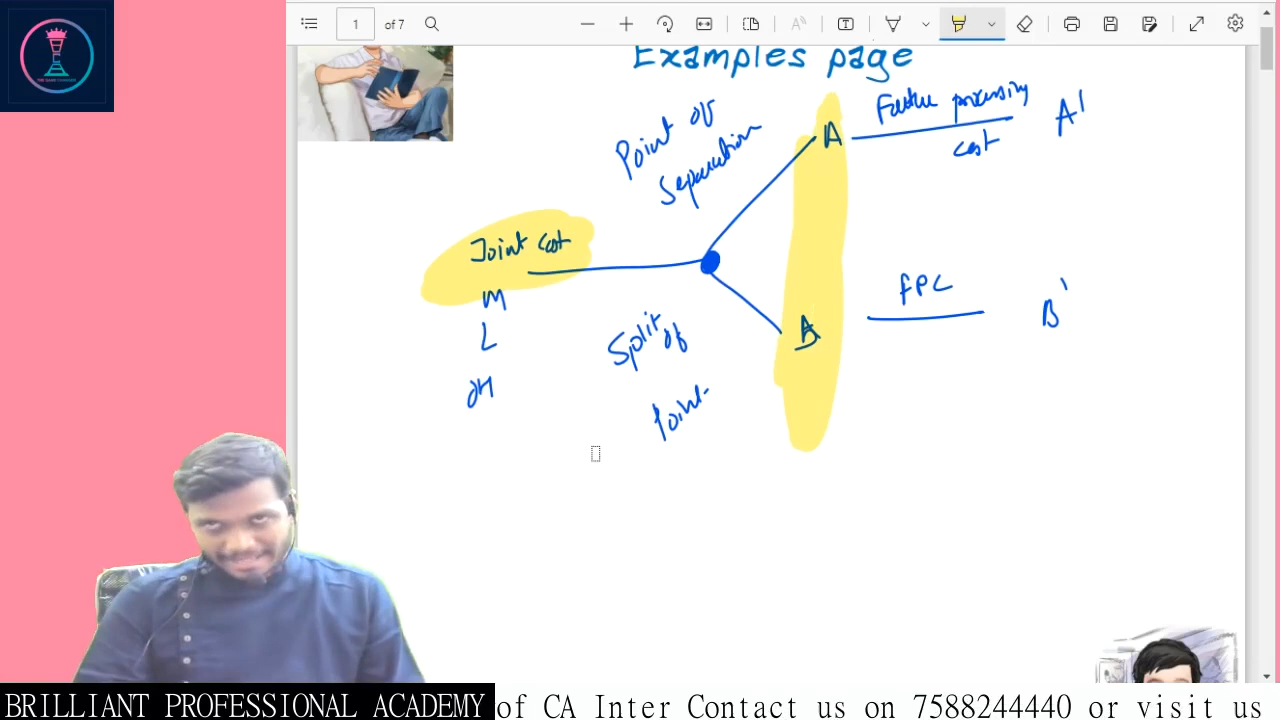 1 of 7
Examples page
Point of
Separation
A
Further processing
cost
A'
Joint cost
M
L
OH
Split of
Point
B
FPC
B'
BRILLIANT PROFESSIONAL ACADEMY of CA Inter Contact us on 7588244440 or visit us